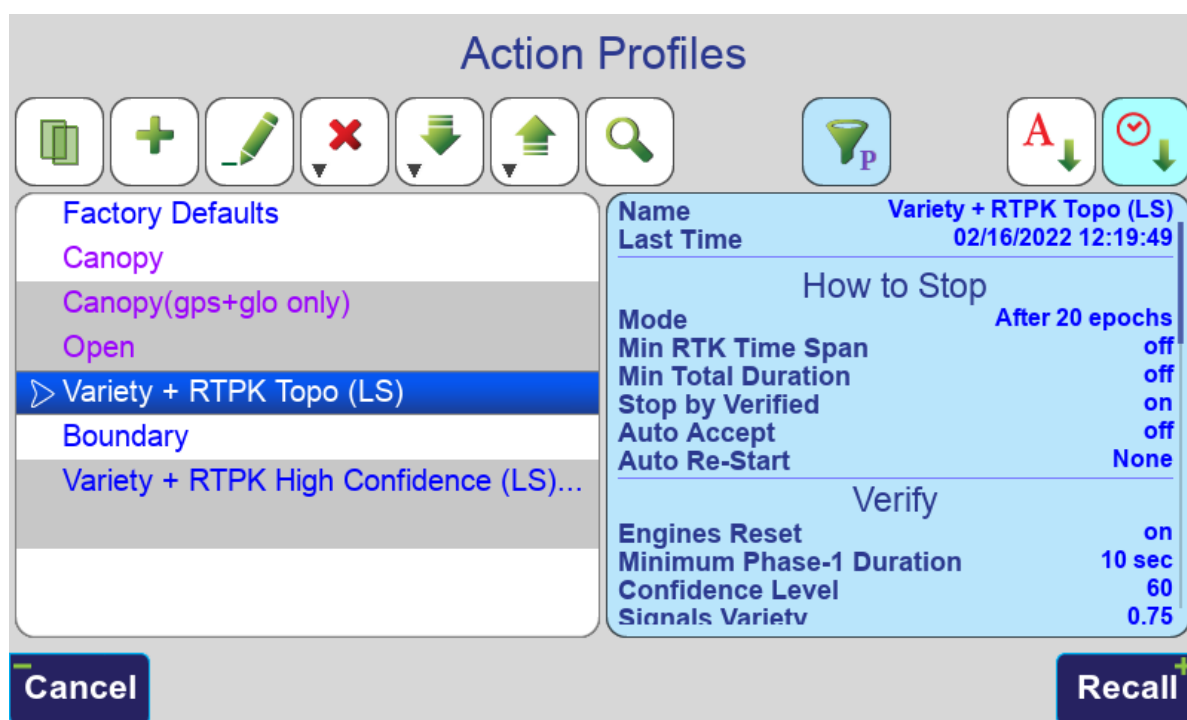 Action Profiles
P
A
Factory Defaults
Canopy
Canopy(gps+glo only)
Open
Variety + RTPK Topo (LS)
Boundary
Variety + RTPK High Confidence (LS)...
Name Variety + RTPK Topo (LS)
Last Time 02/16/2022 12:19:49
How to Stop
Mode After 20 epochs
Min RTK Time Span off
Min Total Duration off
Stop by Verified on
Auto Accept off
Auto Re-Start None
Verify
Engines Reset on
Minimum Phase-1 Duration 10 sec
Confidence Level 60
Signals Variety 0.75
Cancel
Recall